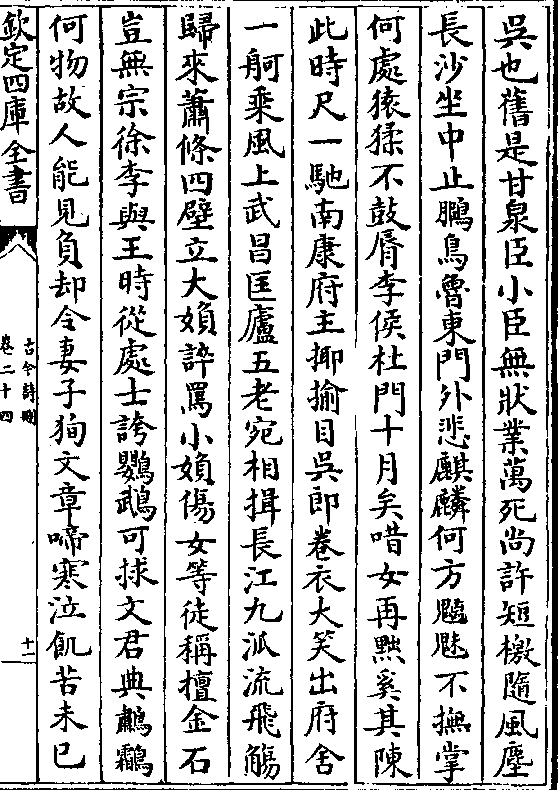 吳也舊是甘泉臣小臣無狀業萬死尚許短檄隨風塵
長沙坐中止鵩鳥魯東門外悲麒麟何方魑魅不撫掌
何處猿猱不鼓脣李侯杜門十月矣唶女再黜奚其陳
此時尺一馳南康府主揶揄目吳郎卷衣大笑出府舍
一舸乘風上武昌匡廬五老宛相揖長江九派流飛觴
歸來蕭條四壁立大媍誶罵小媍傷女等徒稱檀金石
豈無宗徐李與王時從處士誇鸚鵡可捄文君典鷫鸘
何物故人能見負却令妻子狥文章啼寒泣飢苦未已
欽定四庫全書
古今詩刪
卷二十四
十一